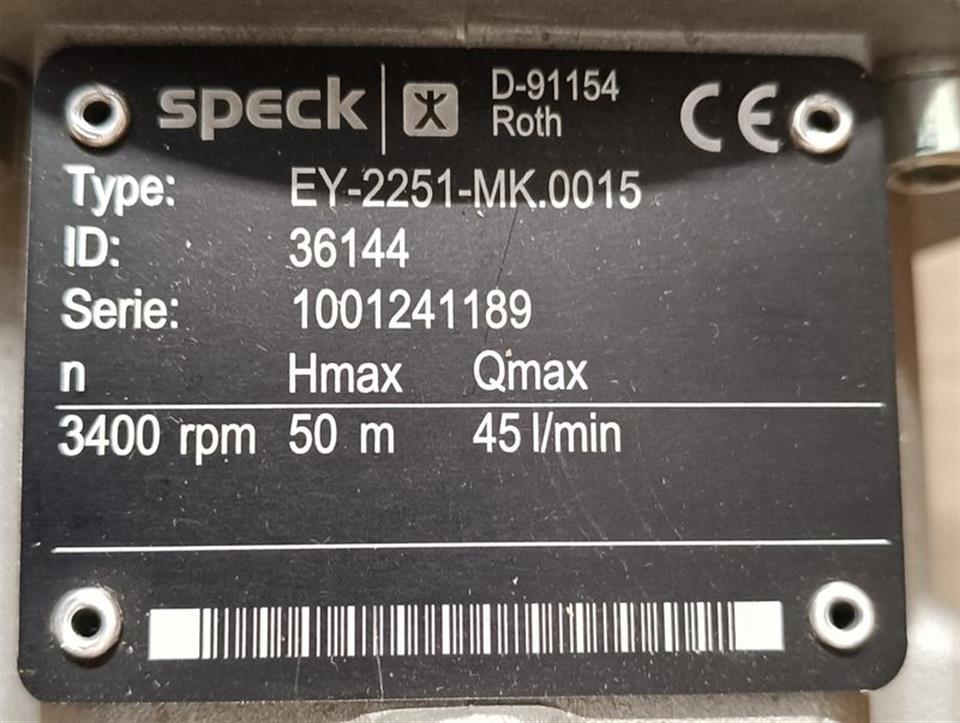 speck D-91154
Roth
CE
Type: EY-2251-MK.0015
ID: 36144
Serie: 1001241189
n Hmax Qmax
3400 rpm 50 m 45 l/min